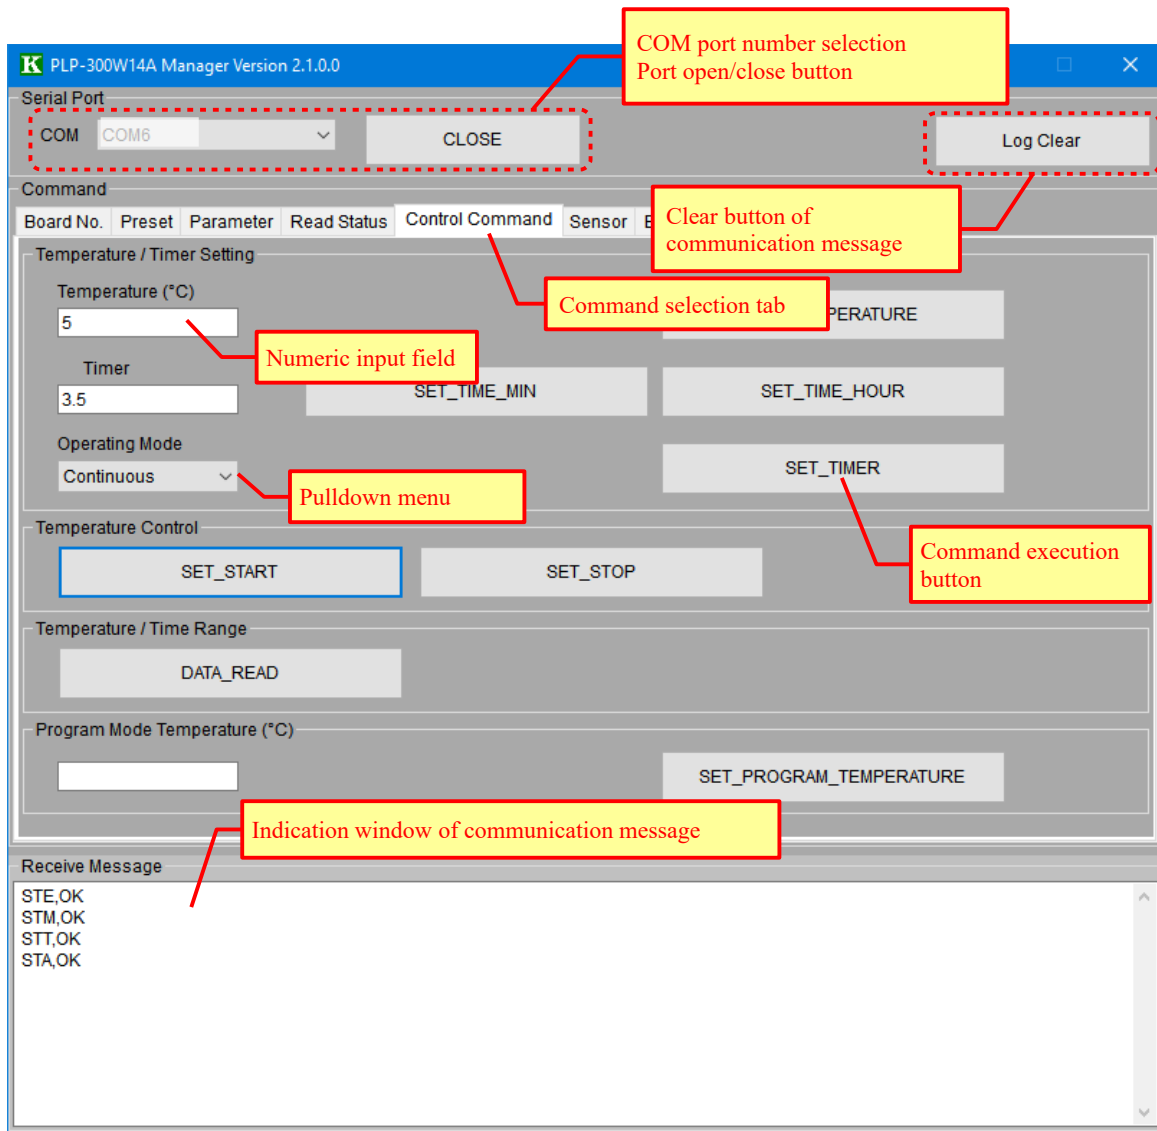 COM port number selection
Port open/close button
K PLP-300W14A Manager Version 2.1.0.0
Serial Port
COM COM6 CLOSE Log Clear
Command
Board No. Preset Parameter Read Status Control Command Sensor
Clear button of
communication message
Temperature / Timer Setting
Command selection tab
Temperature (°C)
5
PERATURE
Numeric input field
Timer
3.5
SET_TIME_MIN SET_TIME_HOUR
Operating Mode
Continuous
SET_TIMER
Pulldown menu
Temperature Control
Command execution
button
SET_START SET_STOP
Temperature / Time Range
DATA_READ
Program Mode Temperature (°C)
SET_PROGRAM_TEMPERATURE
Indication window of communication message
Receive Message
STE,OK
STM,OK
STT,OK
STA,OK